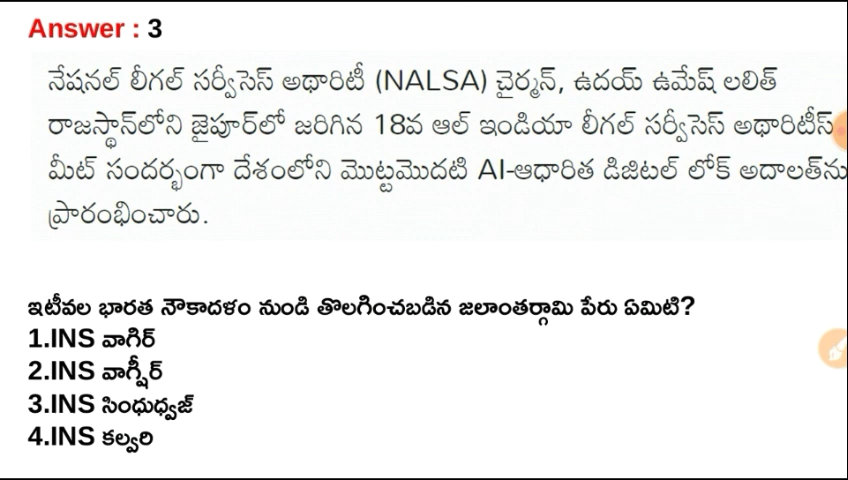 Answer : 3
నేషనల్ లీగల్ సర్వీసెస్ అథారిటీ (NALSA) చైర్మన్, ఉదయ్ ఉమేష్ లలిత్
రాజస్థాన్‌లోని జైపూర్‌లో జరిగిన 18వ ఆల్ ఇండియా లీగల్ సర్వీసెస్ అథారిటీస్
మీట్ సందర్భంగా దేశంలోని మొట్టమొదటి AI-ఆధారిత డిజిటల్ లోక్ అదాలత్‌ను
ప్రారంభించారు.
ఇటీవల భారత నౌకాదళం నుండి తొలగించబడిన జలాంతర్గామి పేరు ఏమిటి?
1.INS వాగిర్
2.INS వాగ్షీర్
3.INS సింధుధ్వజ్
4.INS కల్వరి